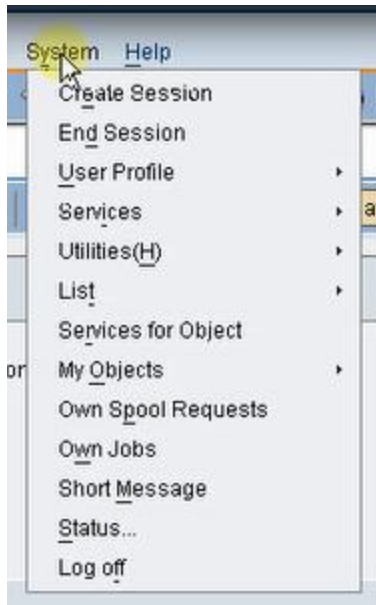 System Help
Create Session
End Session
User Profile
Services
a
Utilities(H)
List
Services for Object
or
My Objects
Own Spool Requests
Own Jobs
Short Message
Status...
Log off